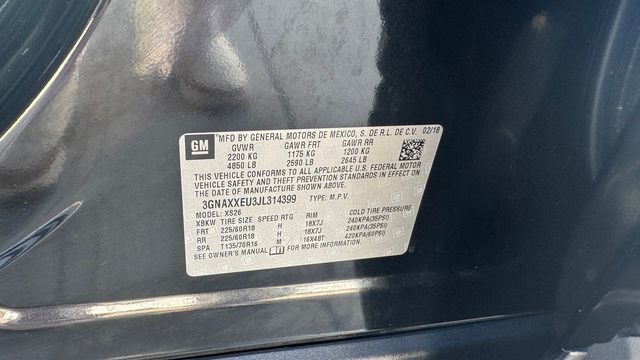 GM
MFD BY GENERAL MOTORS DE MEXICO, S. DE R.L. DE C.V. 02/18
GVWR GAWR FRT GAWR RR
2200 KG 1175 KG 1200 KG
4850 LB 2590 LB 2645 LB
THIS VEHICLE CONFORMS TO ALL APPLICABLE U.S. FEDERAL MOTOR
VEHICLE SAFETY AND THEFT PREVENTION STANDARDS IN EFFECT ON THE
DATE OF MANUFACTURE SHOWN ABOVE.
3GNAXXEU3JL314399 TYPE: M.P.V.
MODEL: XS26
XBKW TIRE SIZE SPEED RTG RIM COLD TIRE PRESSURE
FRT 225/60R18 H 18X7J 240KPA(35PSI)
RR 225/60R18 H 18X7J 240KPA(35PSI)
SPA T135/70R16 M 16X4BT 420KPA(60PSI)
SEE OWNER'S MANUAL FOR ADDITIONAL INFORMATION.